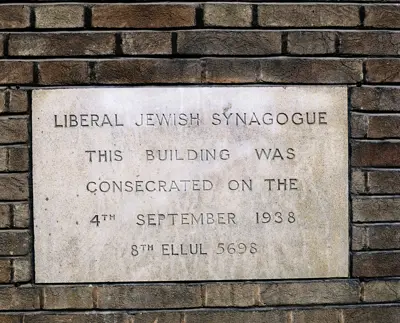 LIBERAL JEWISH SYNAGOGUE
THIS BUILDING WAS
CONSECRATED ON THE
4TH SEPTEMBER 1938
8TH ELLUL 5698